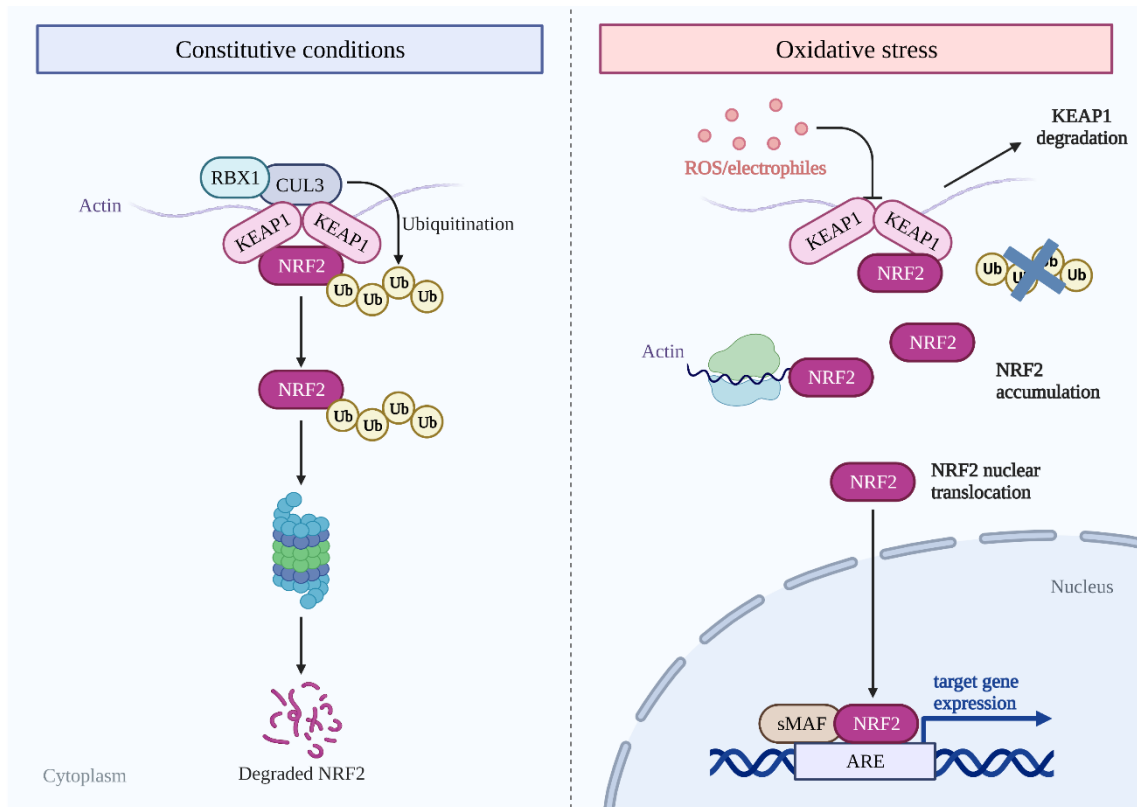 Constitutive conditions
RBX1
CUL3
Actin
KEAP1
KEAP1
Ubiquitination
NRF2
Ub
Ub
Ub
Ub
NRF2
Ub
Ub
Ub
Ub
Degraded NRF2
Cytoplasm
Oxidative stress
ROS/electrophiles
KEAP1
degradation
KEAP1
KEAP1
NRF2
Ub
Ub
Ub
Ub
NRF2
Actin
NRF2
NRF2
accumulation
NRF2
NRF2 nuclear
translocation
Nucleus
target gene
expression
sMAF
NRF2
ARE